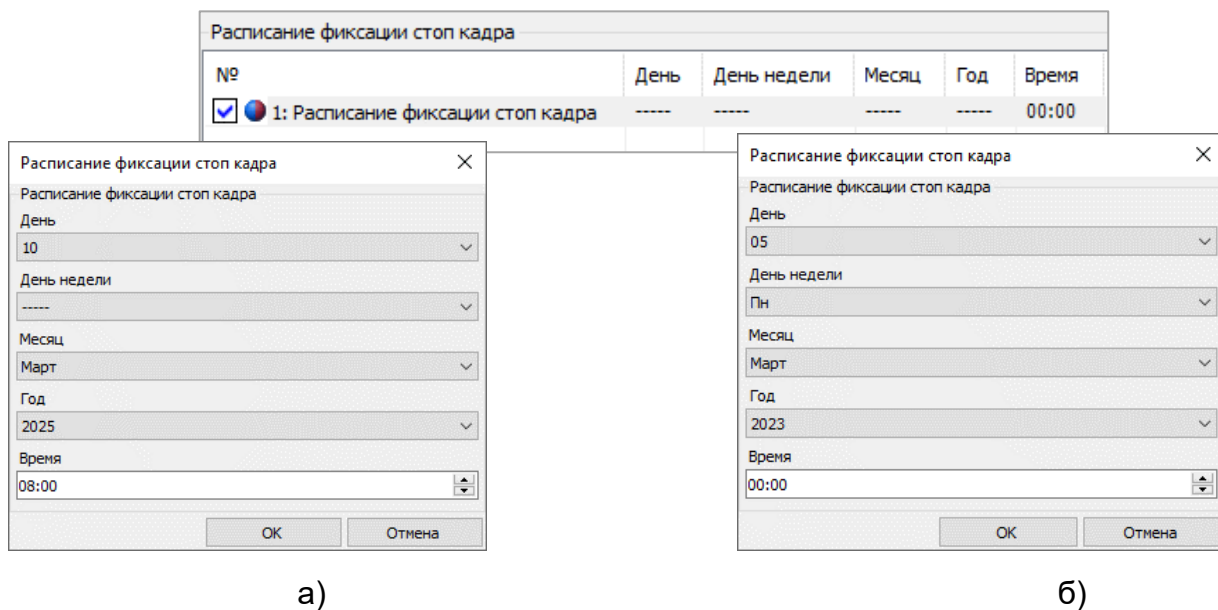 Расписание фиксации стоп кадра
№ День День недели Месяц Год Время
1: Расписание фиксации стоп кадра ----- ----- ----- ----- 00:00
Расписание фиксации стоп кадра
Расписание фиксации стоп кадра
День
10
День недели
-----
Месяц
Март
Год
2025
Время
08:00
ОК Отмена
а)
Расписание фиксации стоп кадра
Расписание фиксации стоп кадра
День
05
День недели
Пн
Месяц
Март
Год
2023
Время
00:00
ОК Отмена
б)